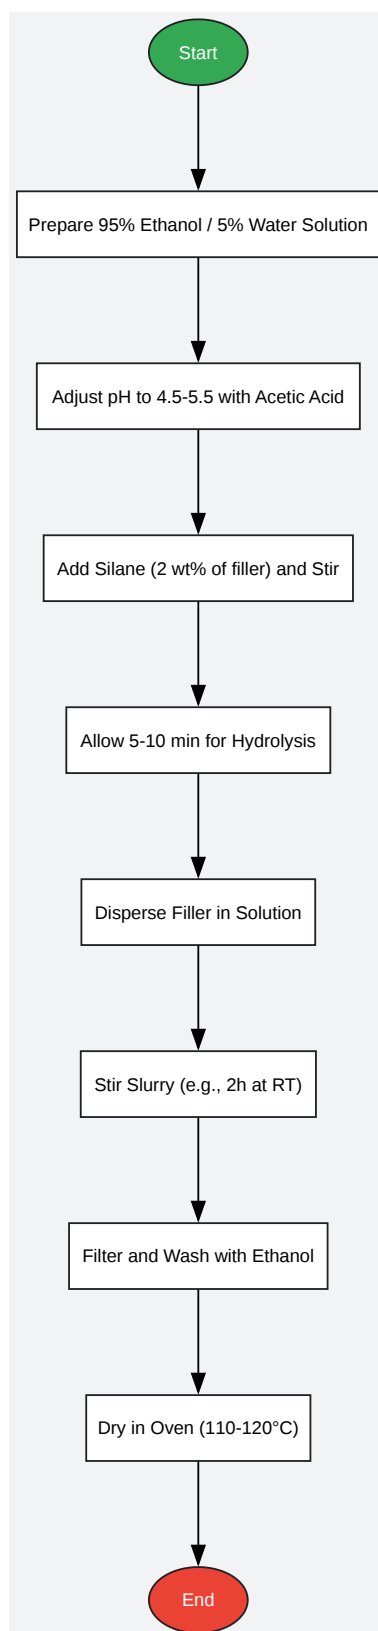 Start
Prepare 95% Ethanol / 5% Water Solution
Adjust pH to 4.5-5.5 with Acetic Acid
Add Silane (2 wt% of filler) and Stir
Allow 5-10 min for Hydrolysis
Disperse Filler in Solution
Stir Slurry (e.g., 2h at RT)
Filter and Wash with Ethanol
Dry in Oven (110-120°C)
End